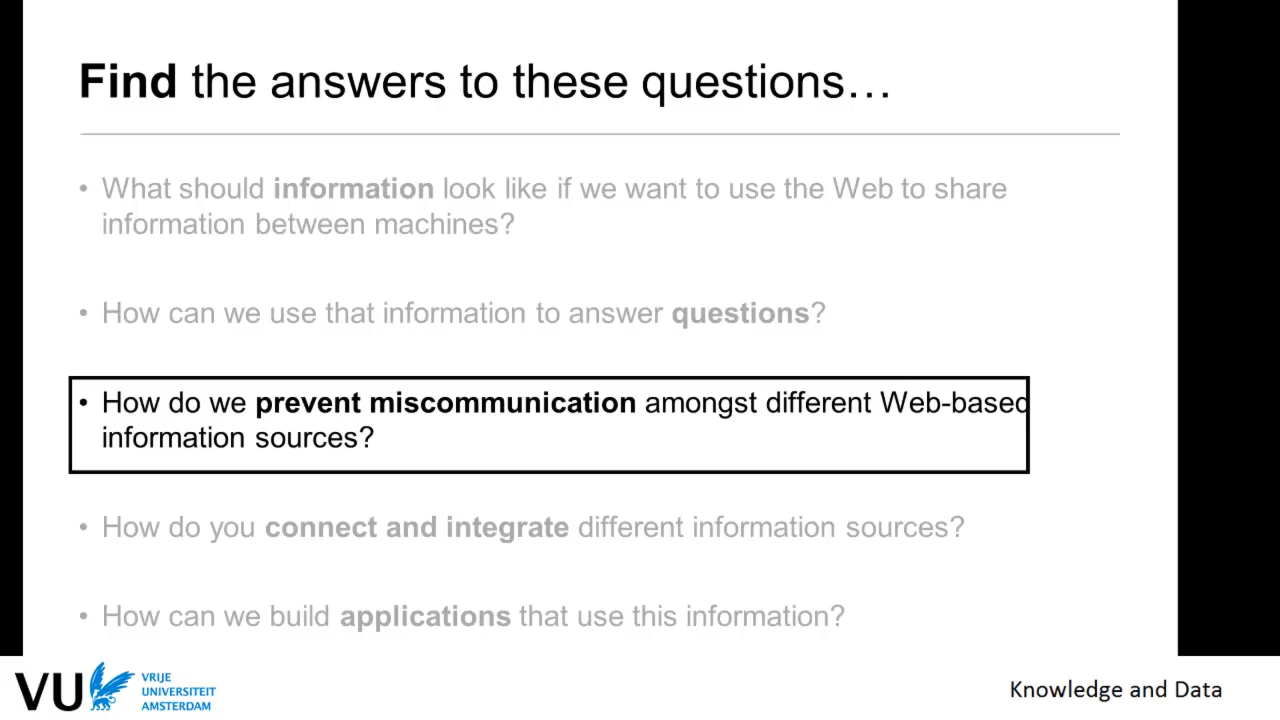 Find the answers to these questions…
• What should information look like if we want to use the Web to share
information between machines?
• How can we use that information to answer questions?
• How do we prevent miscommunication amongst different Web-based
information sources?
• How do you connect and integrate different information sources?
• How can we build applications that use this information?
VU
VRIJE
UNIVERSITEIT
AMSTERDAM
Knowledge and Data